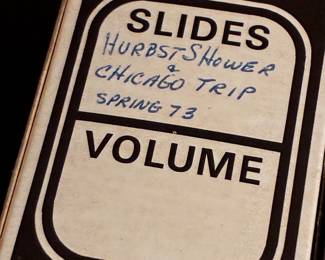 SLIDES
HURBST SHOWER
&
CHICAGO TRIP
SPRING 73
VOLUME